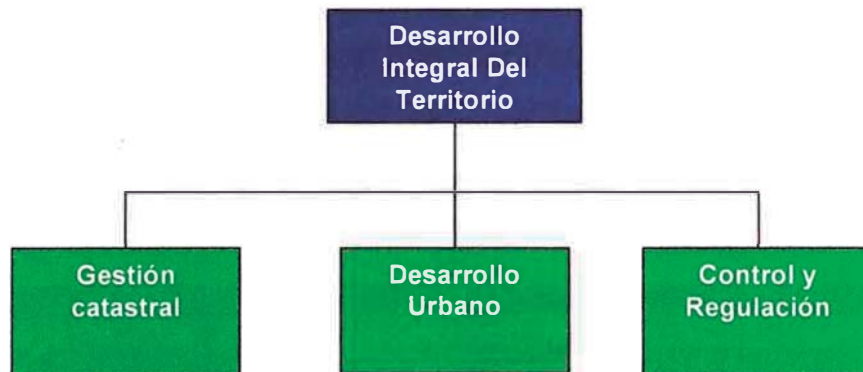 Desarrollo
Integral Del
Territorio
Gestión
catastral
Desarrollo
Urbano
Control y
Regulación